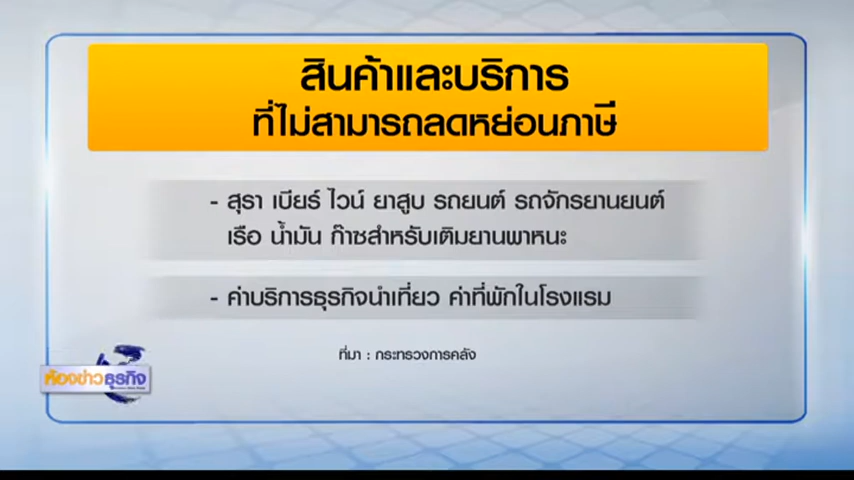 สินค้าและบริการ
ที่ไม่สามารถลดหย่อนภาษี
- สุรา เบียร์ ไวน์ ยาสูบ รถยนต์ รถจักรยานยนต์
เรือ น้ำมัน ก๊าซสำหรับเติมยานพาหนะ
- ค่าบริการธุรกิจนำเที่ยว ค่าที่พักในโรงแรม
ที่มา : กระทรวงการคลัง
ห้องข่าวธุรกิจ